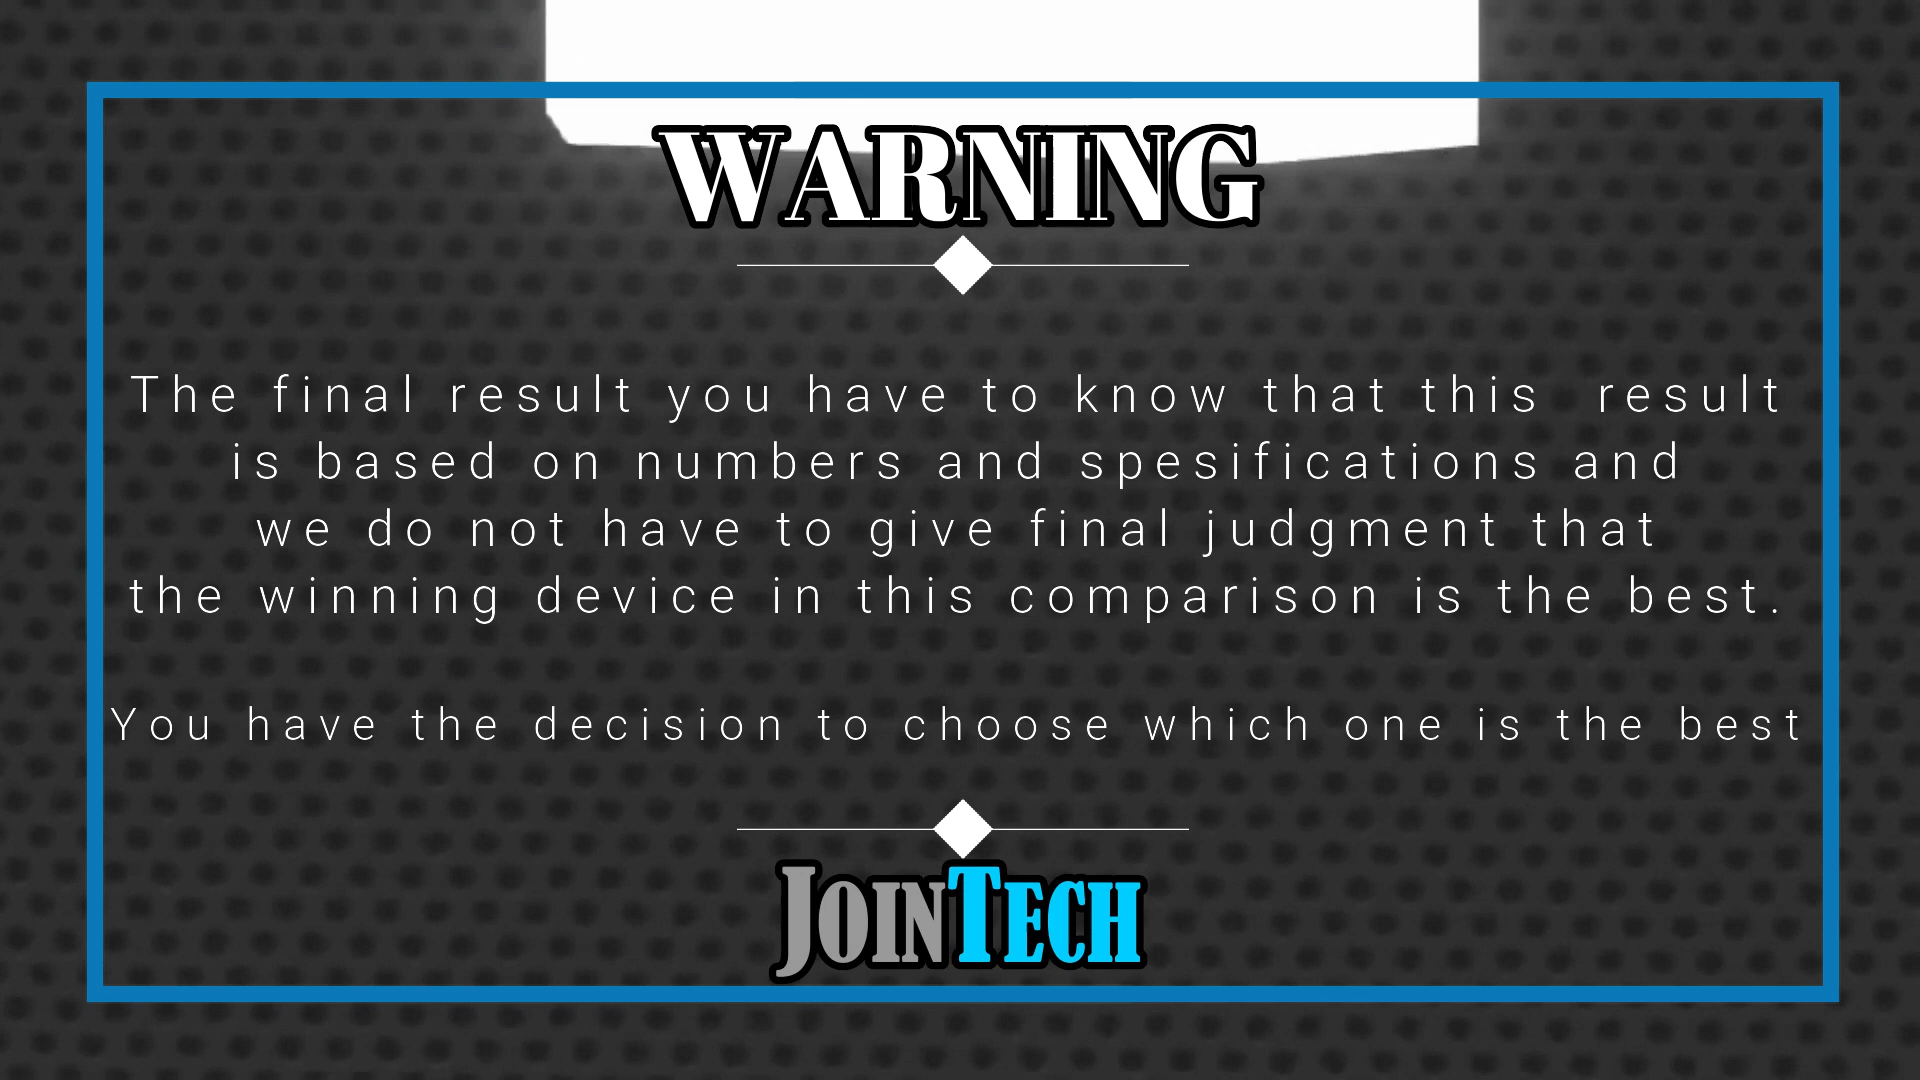 WARNING
The final result you have to know that this result
is based on numbers and spesifications and
we do not have to give final judgment that
the winning device in this comparison is the best.
You have the decision to choose which one is the best
JOINTECH